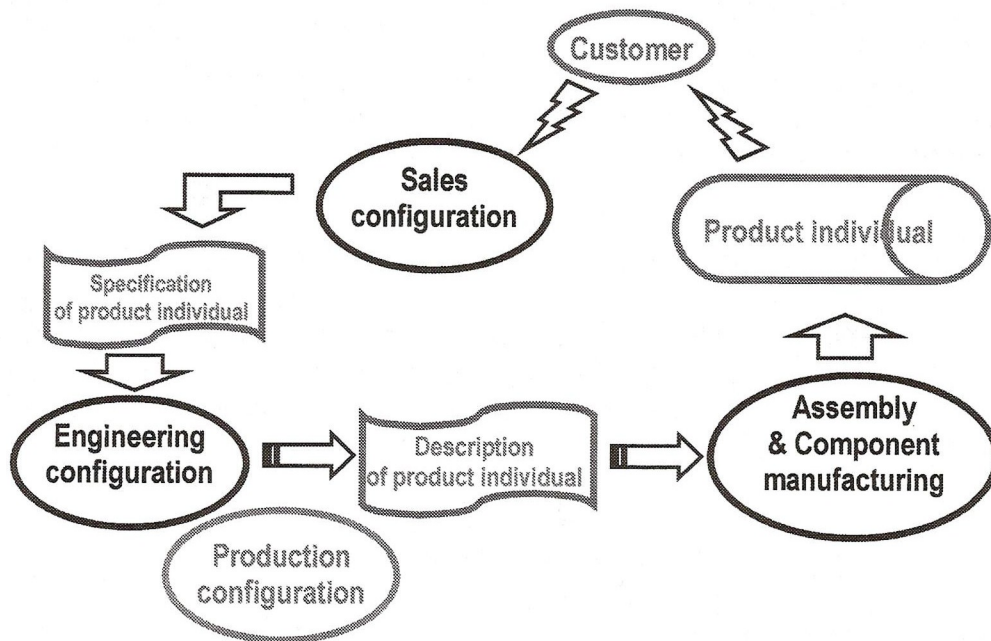 Customer
Sales
configuration
Product individual
Specification
of product individual
Engineering
configuration
Description
of product individual
Assembly
& Component
manufacturing
Production
configuration